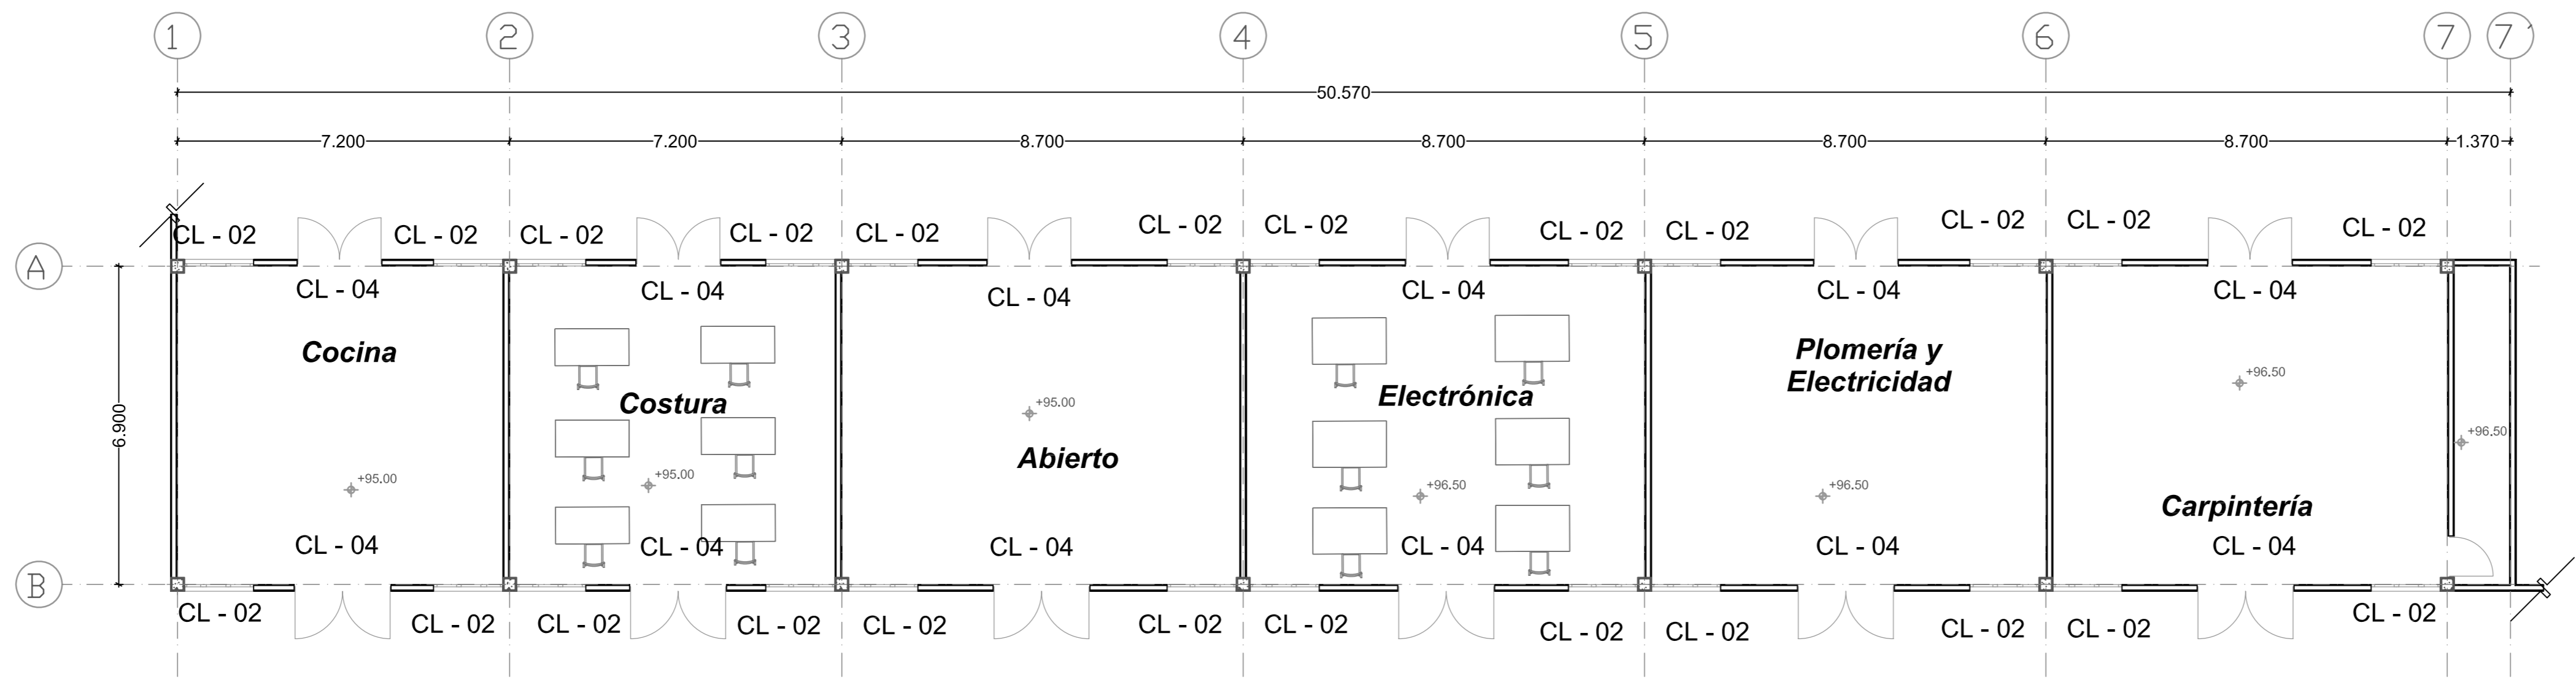 1 2 3 4 5 6 7 7´
50.570
7.200 7.200 8.700 8.700 8.700 8.700 1.370
CL - 02 CL - 02 CL - 02 CL - 02 CL - 02 CL - 02 CL - 02 CL - 02 CL - 02 CL - 02 CL - 02 CL - 02
A
CL - 04 CL - 04 CL - 04 CL - 04 CL - 04 CL - 04
Cocina
Costura
Abierto
Electrónica
Plomería y
Electricidad
Carpintería
6.900
+95.00 +95.00 +95.00 +96.50 +96.50 +96.50 +96.50
CL - 04 CL - 04 CL - 04 CL - 04 CL - 04 CL - 04
B
CL - 02 CL - 02 CL - 02 CL - 02 CL - 02 CL - 02 CL - 02 CL - 02 CL - 02 CL - 02 CL - 02 CL - 02